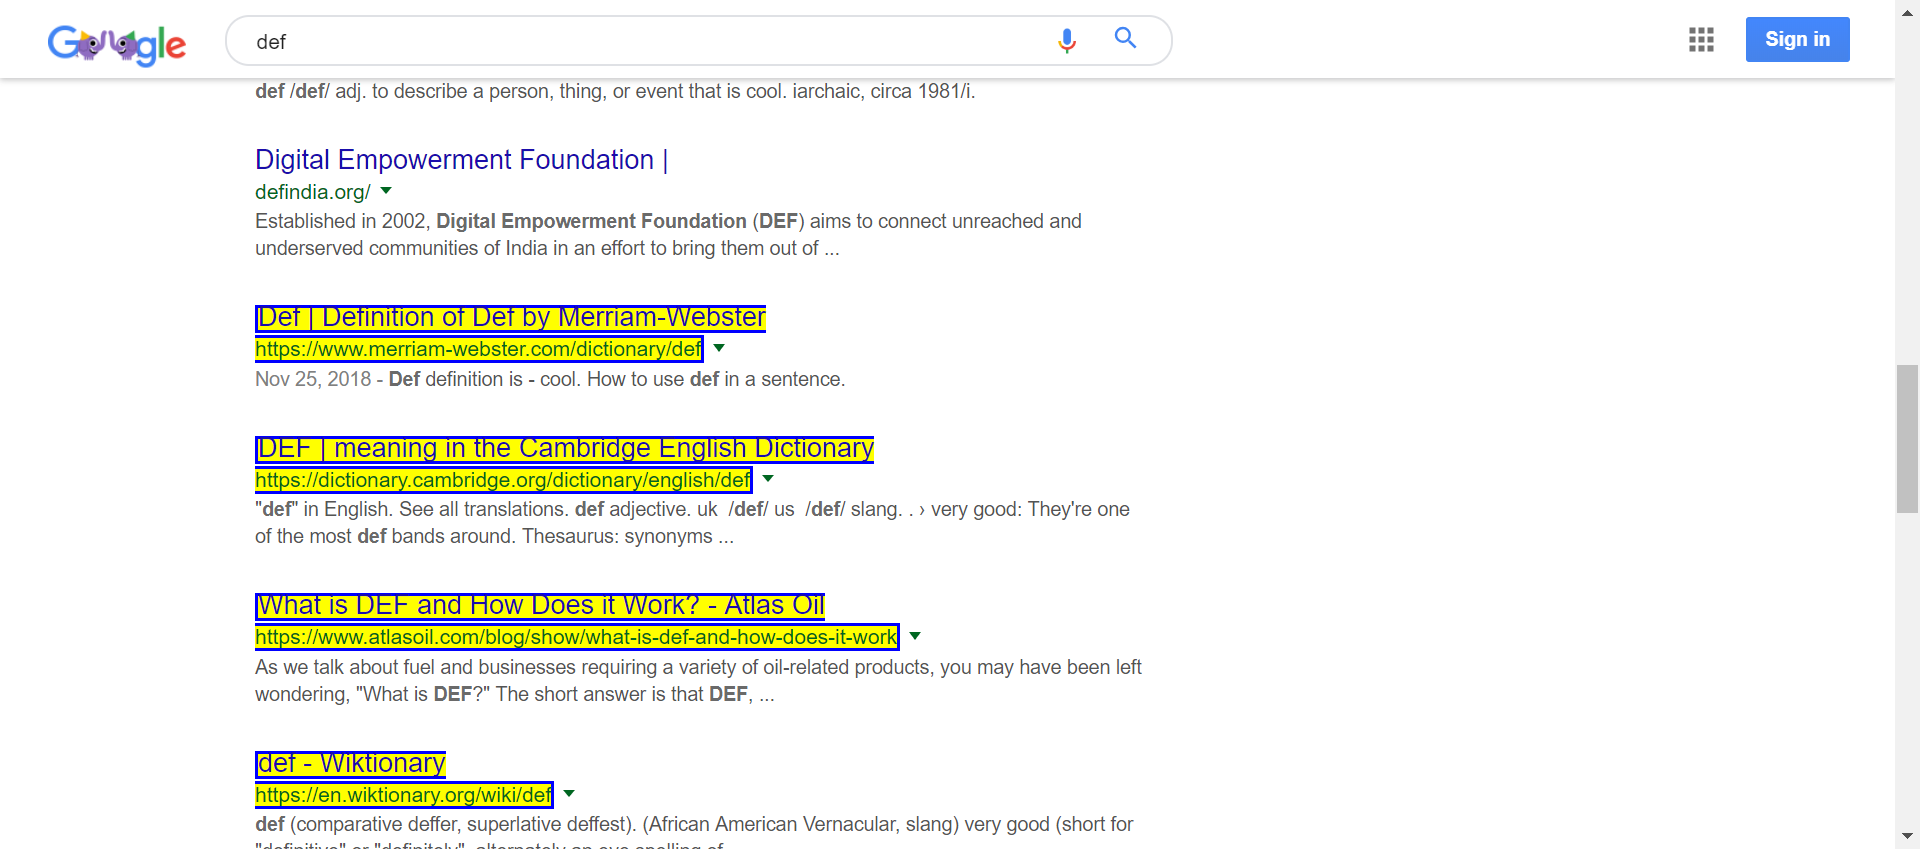 Google
def
Sign in
def /def/ adj. to describe a person, thing, or event that is cool. iarchaic, circa 1981/i.
Digital Empowerment Foundation |
defindia.org/
Established in 2002, Digital Empowerment Foundation (DEF) aims to connect unreached and
underserved communities of India in an effort to bring them out of ...
Def | Definition of Def by Merriam-Webster
https://www.merriam-webster.com/dictionary/def
Nov 25, 2018 - Def definition is - cool. How to use def in a sentence.
DEF | meaning in the Cambridge English Dictionary
https://dictionary.cambridge.org/dictionary/english/def
"def" in English. See all translations. def adjective. uk /def/ us /def/ slang. . › very good: They're one
of the most def bands around. Thesaurus: synonyms ...
What is DEF and How Does it Work? - Atlas Oil
https://www.atlasoil.com/blog/show/what-is-def-and-how-does-it-work
As we talk about fuel and businesses requiring a variety of oil-related products, you may have been left
wondering, "What is DEF?" The short answer is that DEF, ...
def - Wiktionary
https://en.wiktionary.org/wiki/def
def (comparative deffer, superlative deffest). (African American Vernacular, slang) very good (short for
"definitive" or "definitely", alternately an eye spelling of